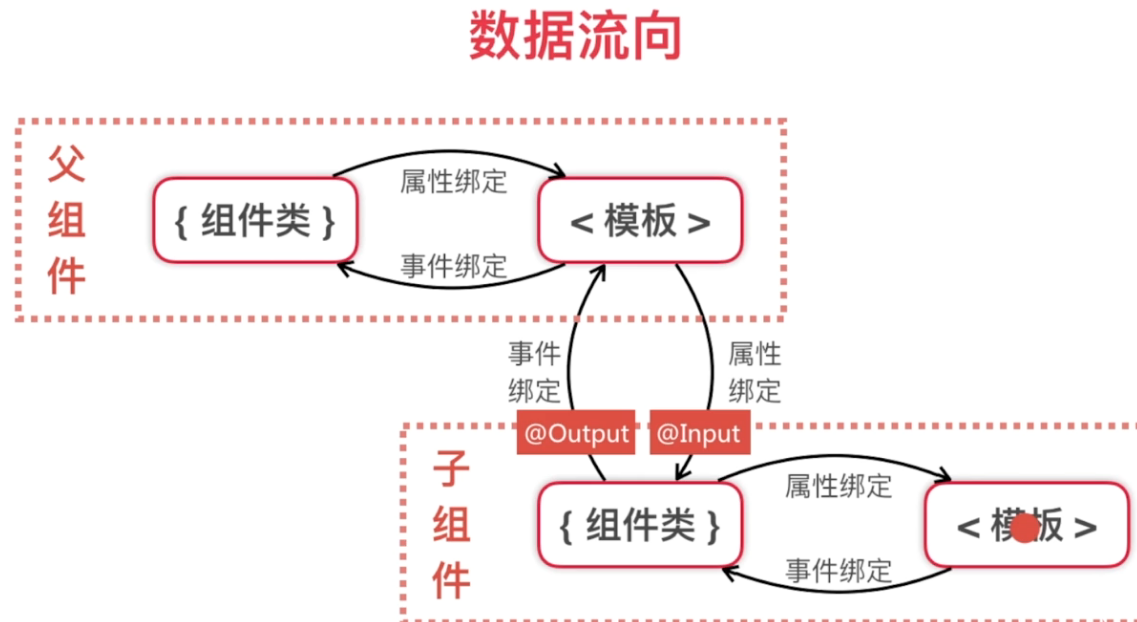 数据流向
父组件
{ 组件类 }
属性绑定
事件绑定
< 模板 >
事件
绑定
属性
绑定
@Output
@Input
子组件
{ 组件类 }
属性绑定
事件绑定
< 模板 >